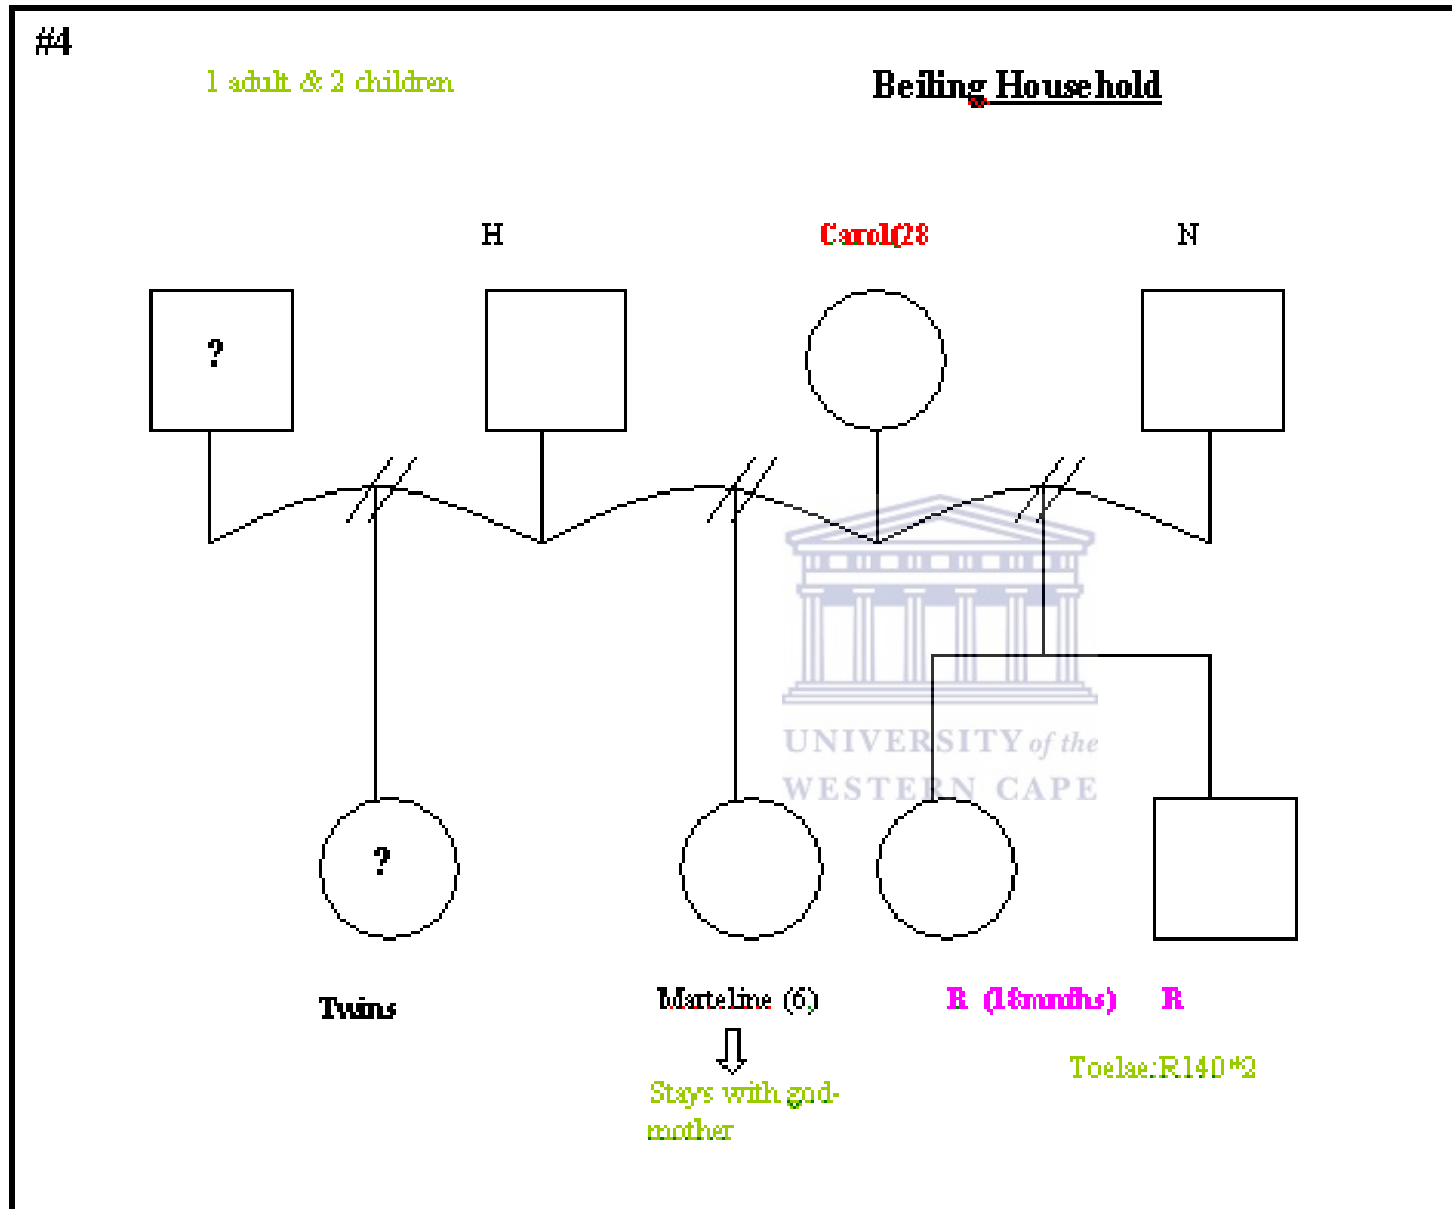 #4
1 adult & 2 children
Beiling Household
H
Carol(28
N
?
UNIVERSITY of the
WESTERN CAPE
?
Twins
Marteline (6)
R (18mnths) R
Toelae:R140*2
Stays with god-
mother